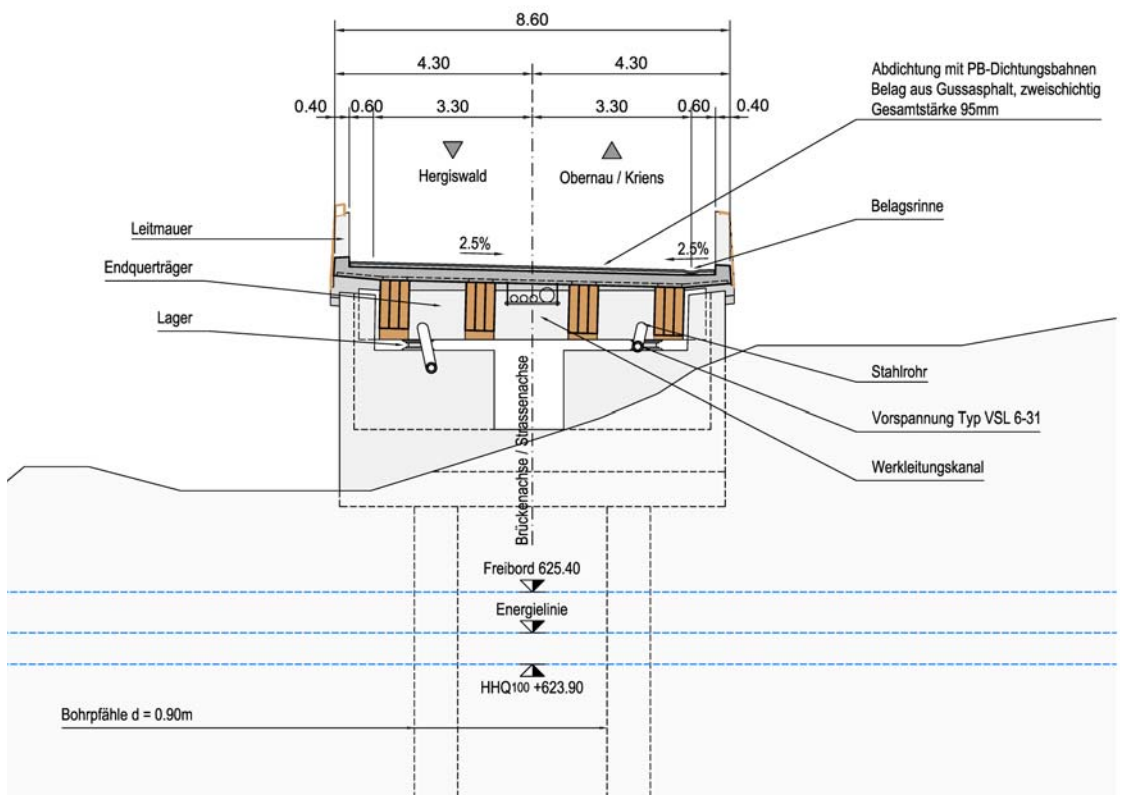 8.60
4.30 4.30
0.40 0.60 3.30 3.30 0.60 0.40
Abdichtung mit PB-Dichtungsbahnen
Belag aus Gussasphalt, zweischichtig
Gesamtstärke 95mm
Hergiswald
Obernau / Kriens
Belagsrinne
Leitmauer
2.5% 2.5%
Endquerträger
Lager
Stahlrohr
Vorspannung Typ VSL 6-31
Werkleitungskanal
Brückenachse / Strassenachse
Freibord 625.40
Energielinie
HHQ100 +623.90
Bohrpfähle d = 0.90m